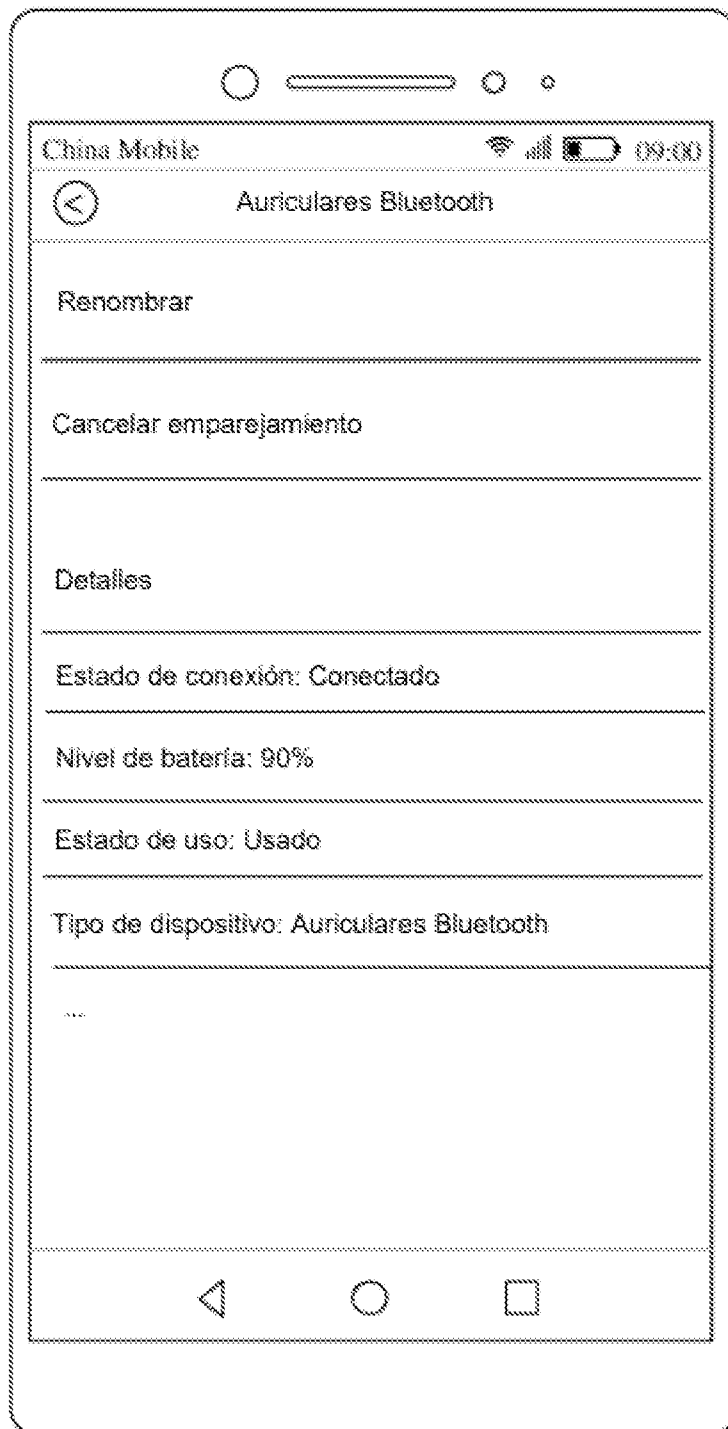 China Mobile 09:00
Auriculares Bluetooth
Renombrar
Cancelar emparejamiento
Detalles
Estado de conexión: Conectado
Nivel de batería: 90%
Estado de uso: Usado
Tipo de dispositivo: Auriculares Bluetooth
...